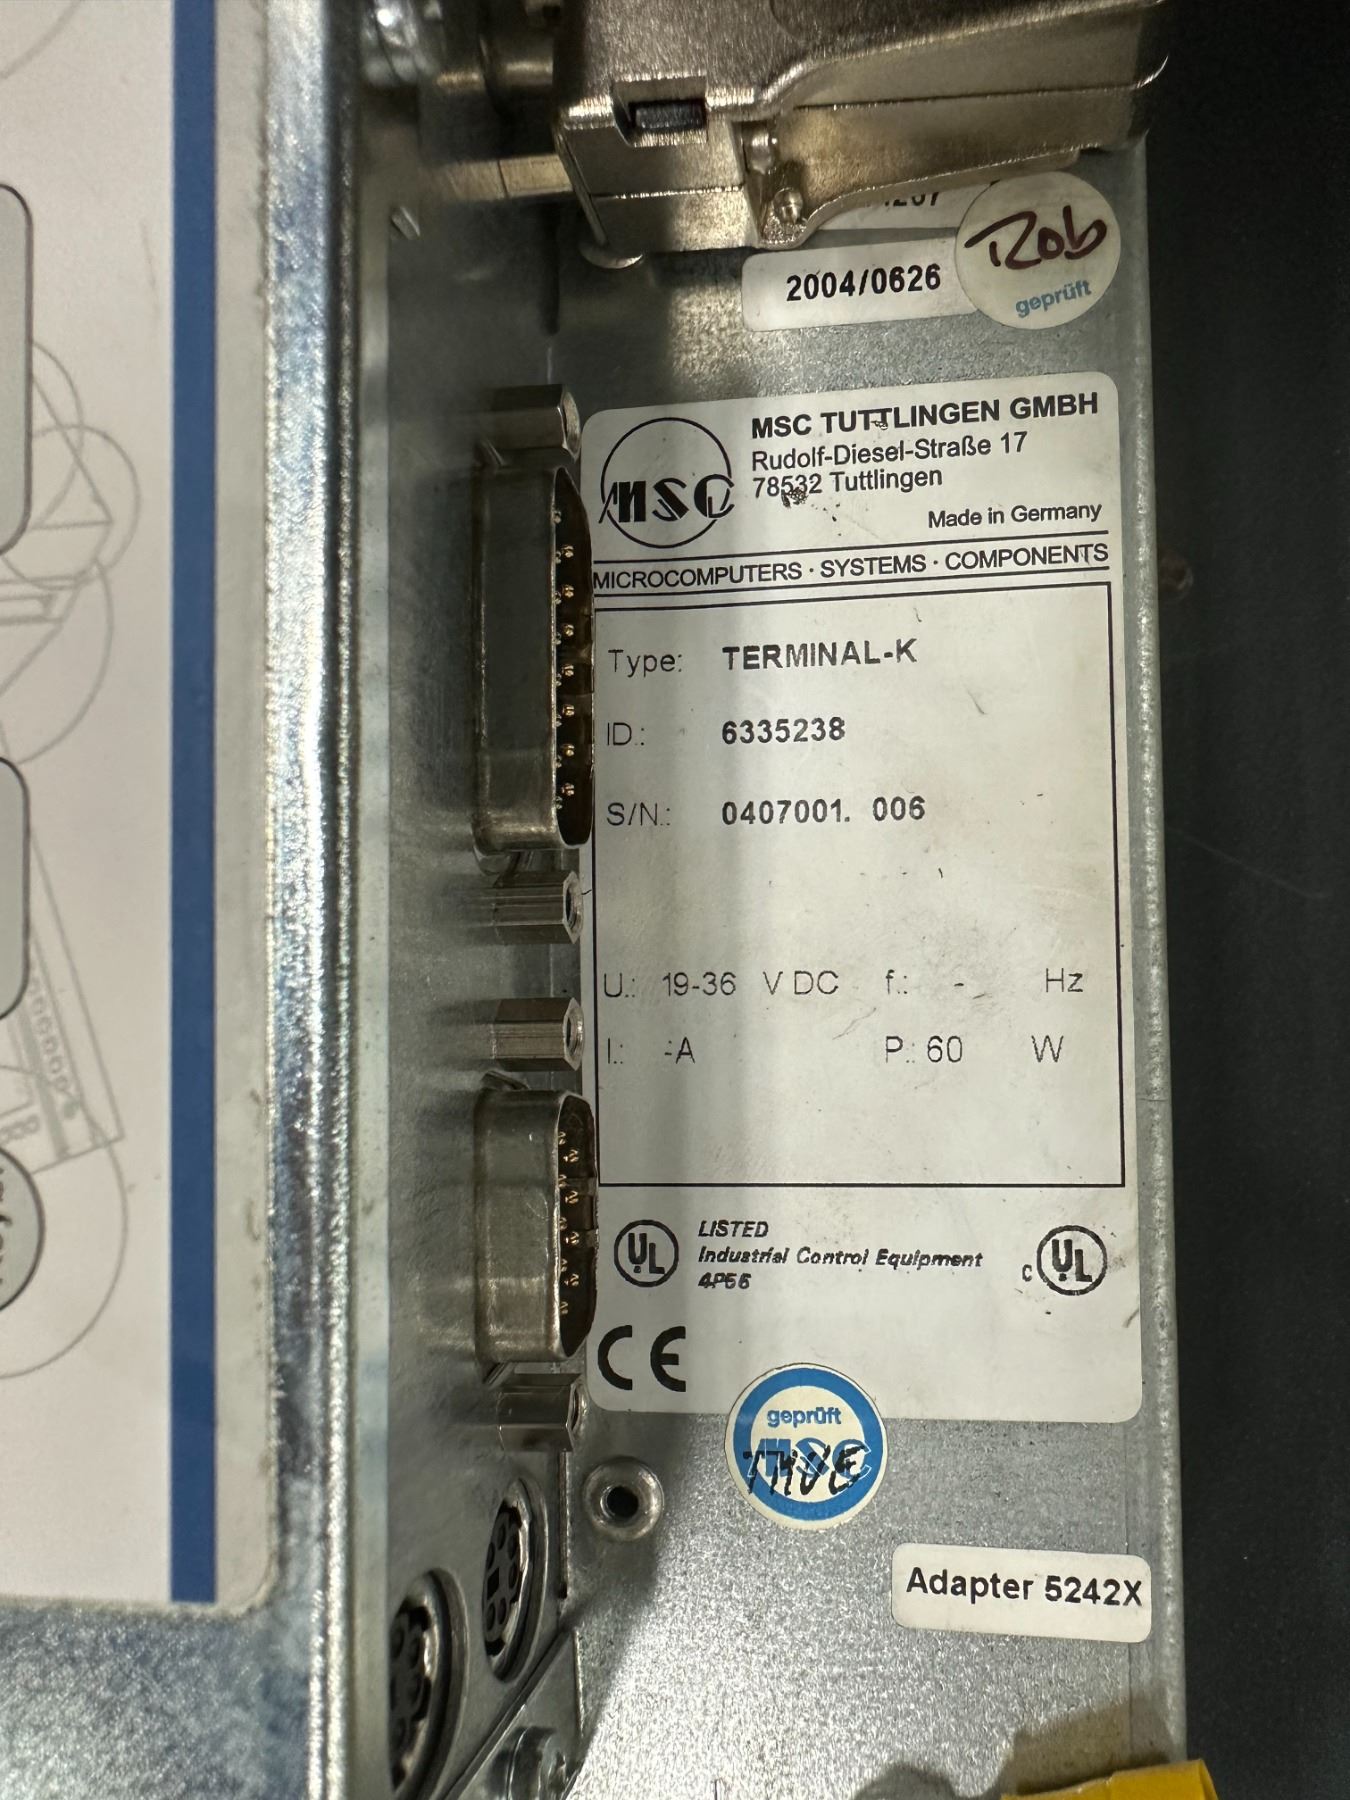 2004/0626
Rob
geprüft
MSC
MSC TUTTLINGEN GMBH
Rudolf-Diesel-Straße 17
78532 Tuttlingen
Made in Germany
MICROCOMPUTERS · SYSTEMS · COMPONENTS
Type: TERMINAL-K
ID.: 6335238
S/N.: 0407001. 006
U.: 19-36 V DC f.: - Hz
I.: -A P.: 60 W
UL LISTED
Industrial Control Equipment
4P56
c UL
CE
geprüft
MSC
Adapter 5242X